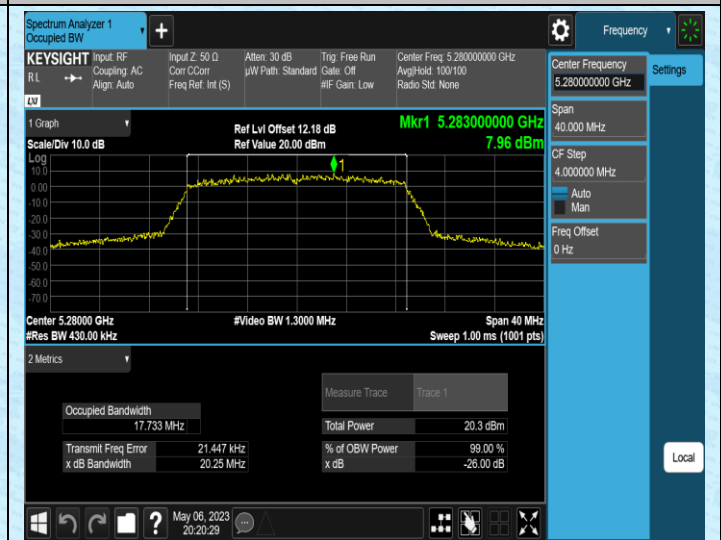 Spectrum Analyzer 1
Occupied BW
+
Frequency
KEYSIGHT
R L
LXI
Input: RF
Coupling: AC
Align: Auto
Input Z: 50 Ω
Corr CCorr
Freq Ref: Int (S)
Atten: 30 dB
µW Path: Standard
Trig: Free Run
Gate: Off
#IF Gain: Low
Center Freq: 5.280000000 GHz
Avg|Hold: 100/100
Radio Std: None
Center Frequency
5.280000000 GHz
Settings
Span
40.000 MHz
CF Step
4.000000 MHz
Auto
Man
Freq Offset
0 Hz
1 Graph
Scale/Div 10.0 dB
Ref Lvl Offset 12.18 dB
Ref Value 20.00 dBm
Mkr1 5.283000000 GHz
7.96 dBm
Log
10.0
0.00
-10.0
-20.0
-30.0
-40.0
-50.0
-60.0
-70.0
1
Center 5.28000 GHz
#Res BW 430.00 kHz
#Video BW 1.3000 MHz
Span 40 MHz
Sweep 1.00 ms (1001 pts)
2 Metrics
Measure Trace Trace 1
Occupied Bandwidth
17.733 MHz
Total Power 20.3 dBm
Transmit Freq Error 21.447 kHz
% of OBW Power 99.00 %
x dB Bandwidth 20.25 MHz
x dB -26.00 dB
Local
?
May 06, 2023
20:20:29